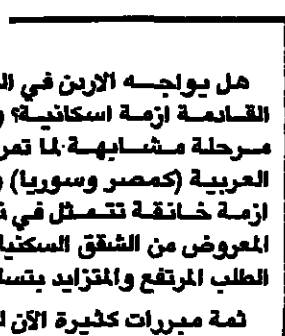 هل يواجه الاردن في
القادمة ازمة اسكانية؟
مرحلة مشابهة لما تمر
العربية (كمصر وسوريا)
ازمة خانقة تتمثل في
المعروض من الشقق السكنية
الطلب المرتفع والمتزايد
ثمة مبررات كثيرة الآن